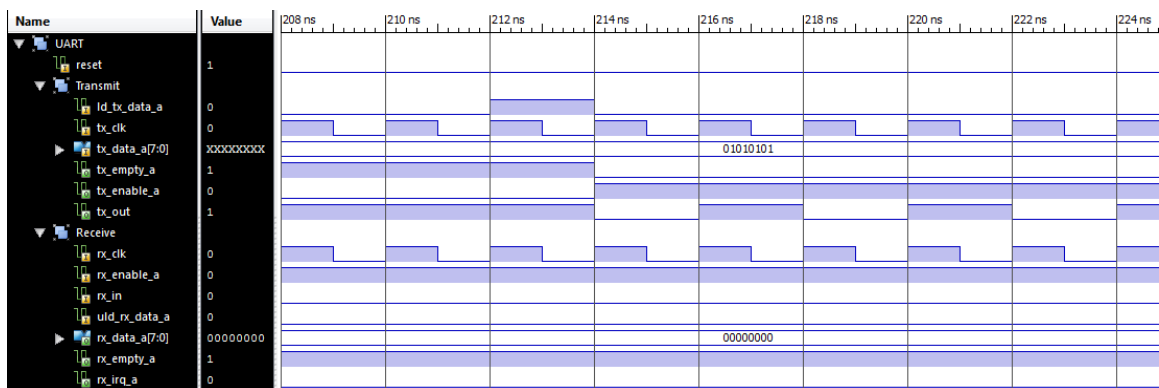 Name Value 208 ns 210 ns 212 ns 214 ns 216 ns 218 ns 220 ns 222 ns 224 ns
UART
reset 1
Transmit
ld_tx_data_a 0
tx_clk 0
tx_data_a[7:0] XXXXXXXX 01010101
tx_empty_a 1
tx_enable_a 0
tx_out 1
Receive
rx_clk 0
rx_enable_a 0
rx_in 0
uld_rx_data_a 0
rx_data_a[7:0] 00000000 00000000
rx_empty_a 1
rx_irq_a 0